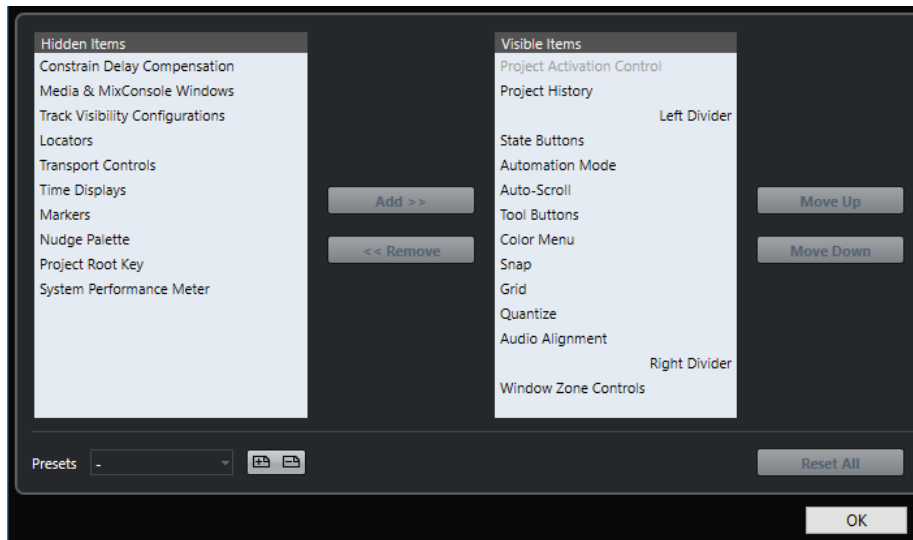 Hidden Items
Constrain Delay Compensation
Media & MixConsole Windows
Track Visibility Configurations
Locators
Transport Controls
Time Displays
Markers
Nudge Palette
Project Root Key
System Performance Meter
Add >>
<< Remove
Visible Items
Project Activation Control
Project History
Left Divider
State Buttons
Automation Mode
Auto-Scroll
Tool Buttons
Color Menu
Snap
Grid
Quantize
Audio Alignment
Right Divider
Window Zone Controls
Move Up
Move Down
Presets -
Reset All
OK